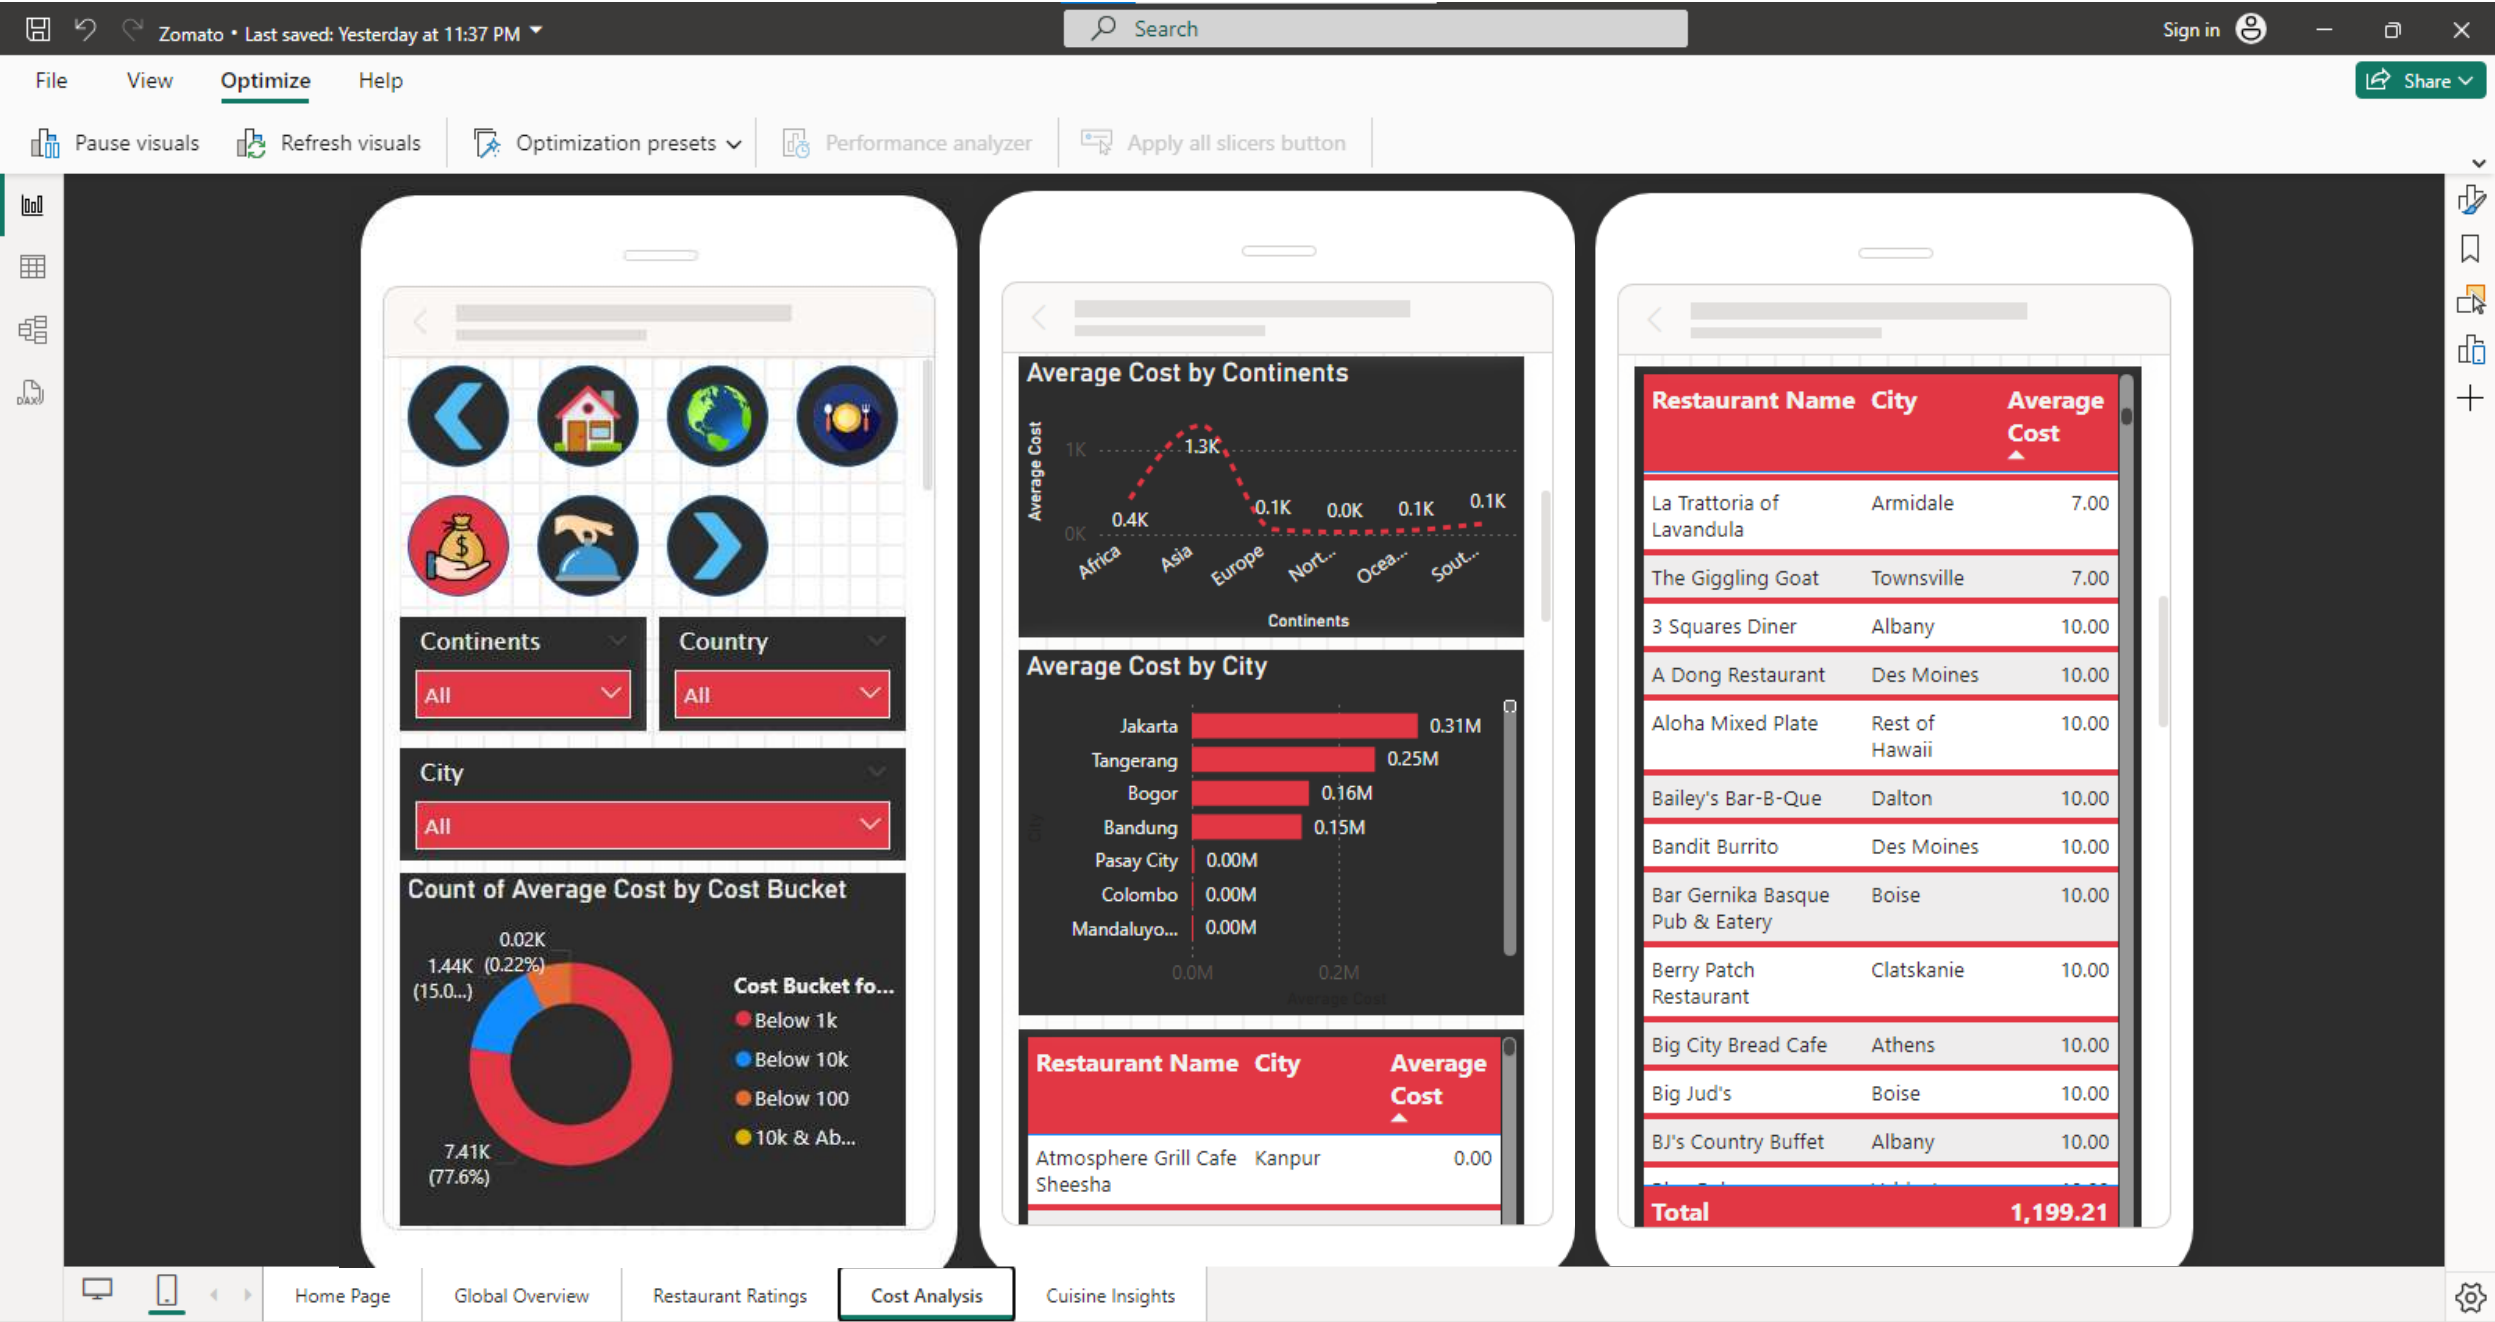 Zomato • Last saved: Yesterday at 11:37 PM
Search
Sign in
File View Optimize Help
Share
Pause visuals Refresh visuals Optimization presets Performance analyzer Apply all slicers button
DAX
$
Continents Country
All All
City
All
Count of Average Cost by Cost Bucket
0.02K
(0.22%)
1.44K
(15.0...)
7.41K
(77.6%)
Cost Bucket fo...
Below 1k
Below 10k
Below 100
10k & Ab...
Average Cost by Continents
Average Cost
1K
0K
0.4K 1.3K 0.1K 0.0K 0.1K 0.1K
Africa Asia Europe Nort... Ocea... Sout...
Continents
Average Cost by City
City
Jakarta 0.31M
Tangerang 0.25M
Bogor 0.16M
Bandung 0.15M
Pasay City 0.00M
Colombo 0.00M
Mandaluyo... 0.00M
0.0M 0.2M
Average Cost
Restaurant Name City Average
Cost
Atmosphere Grill Cafe Kanpur 0.00
Sheesha
Restaurant Name City Average
Cost
La Trattoria of Armidale 7.00
Lavandula
The Giggling Goat Townsville 7.00
3 Squares Diner Albany 10.00
A Dong Restaurant Des Moines 10.00
Aloha Mixed Plate Rest of 10.00
Hawaii
Bailey's Bar-B-Que Dalton 10.00
Bandit Burrito Des Moines 10.00
Bar Gernika Basque Boise 10.00
Pub & Eatery
Berry Patch Clatskanie 10.00
Restaurant
Big City Bread Cafe Athens 10.00
Big Jud's Boise 10.00
BJ's Country Buffet Albany 10.00
Total 1,199.21
Home Page Global Overview Restaurant Ratings Cost Analysis Cuisine Insights